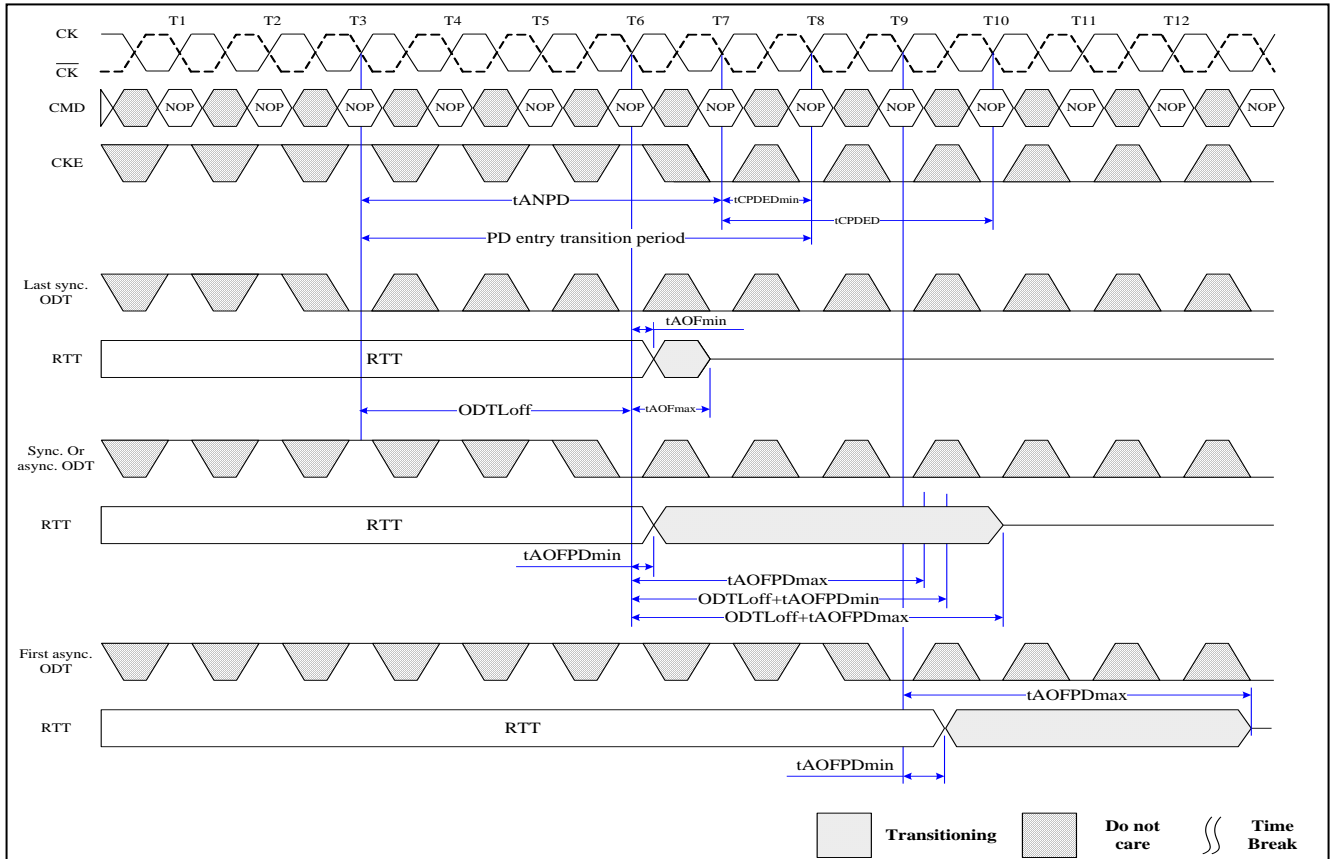 T1 T2 T3 T4 T5 T6 T7 T8 T9 T10 T11 T12
CK
CK
CMD NOP NOP NOP NOP NOP NOP NOP NOP NOP NOP NOP NOP NOP
CKE
tANPD tCPDEDmin
tCPDED
PD entry transition period
Last sync.
ODT
tAOFmin
RTT RTT
ODTLoff tAOFmax
Sync. Or
async. ODT
RTT RTT
tAOFPDmin
tAOFPDmax
ODTLoff+tAOFPDmin
ODTLoff+tAOFPDmax
First async.
ODT
tAOFPDmax
RTT RTT
tAOFPDmin
Transitioning
Do not
care
Time
Break